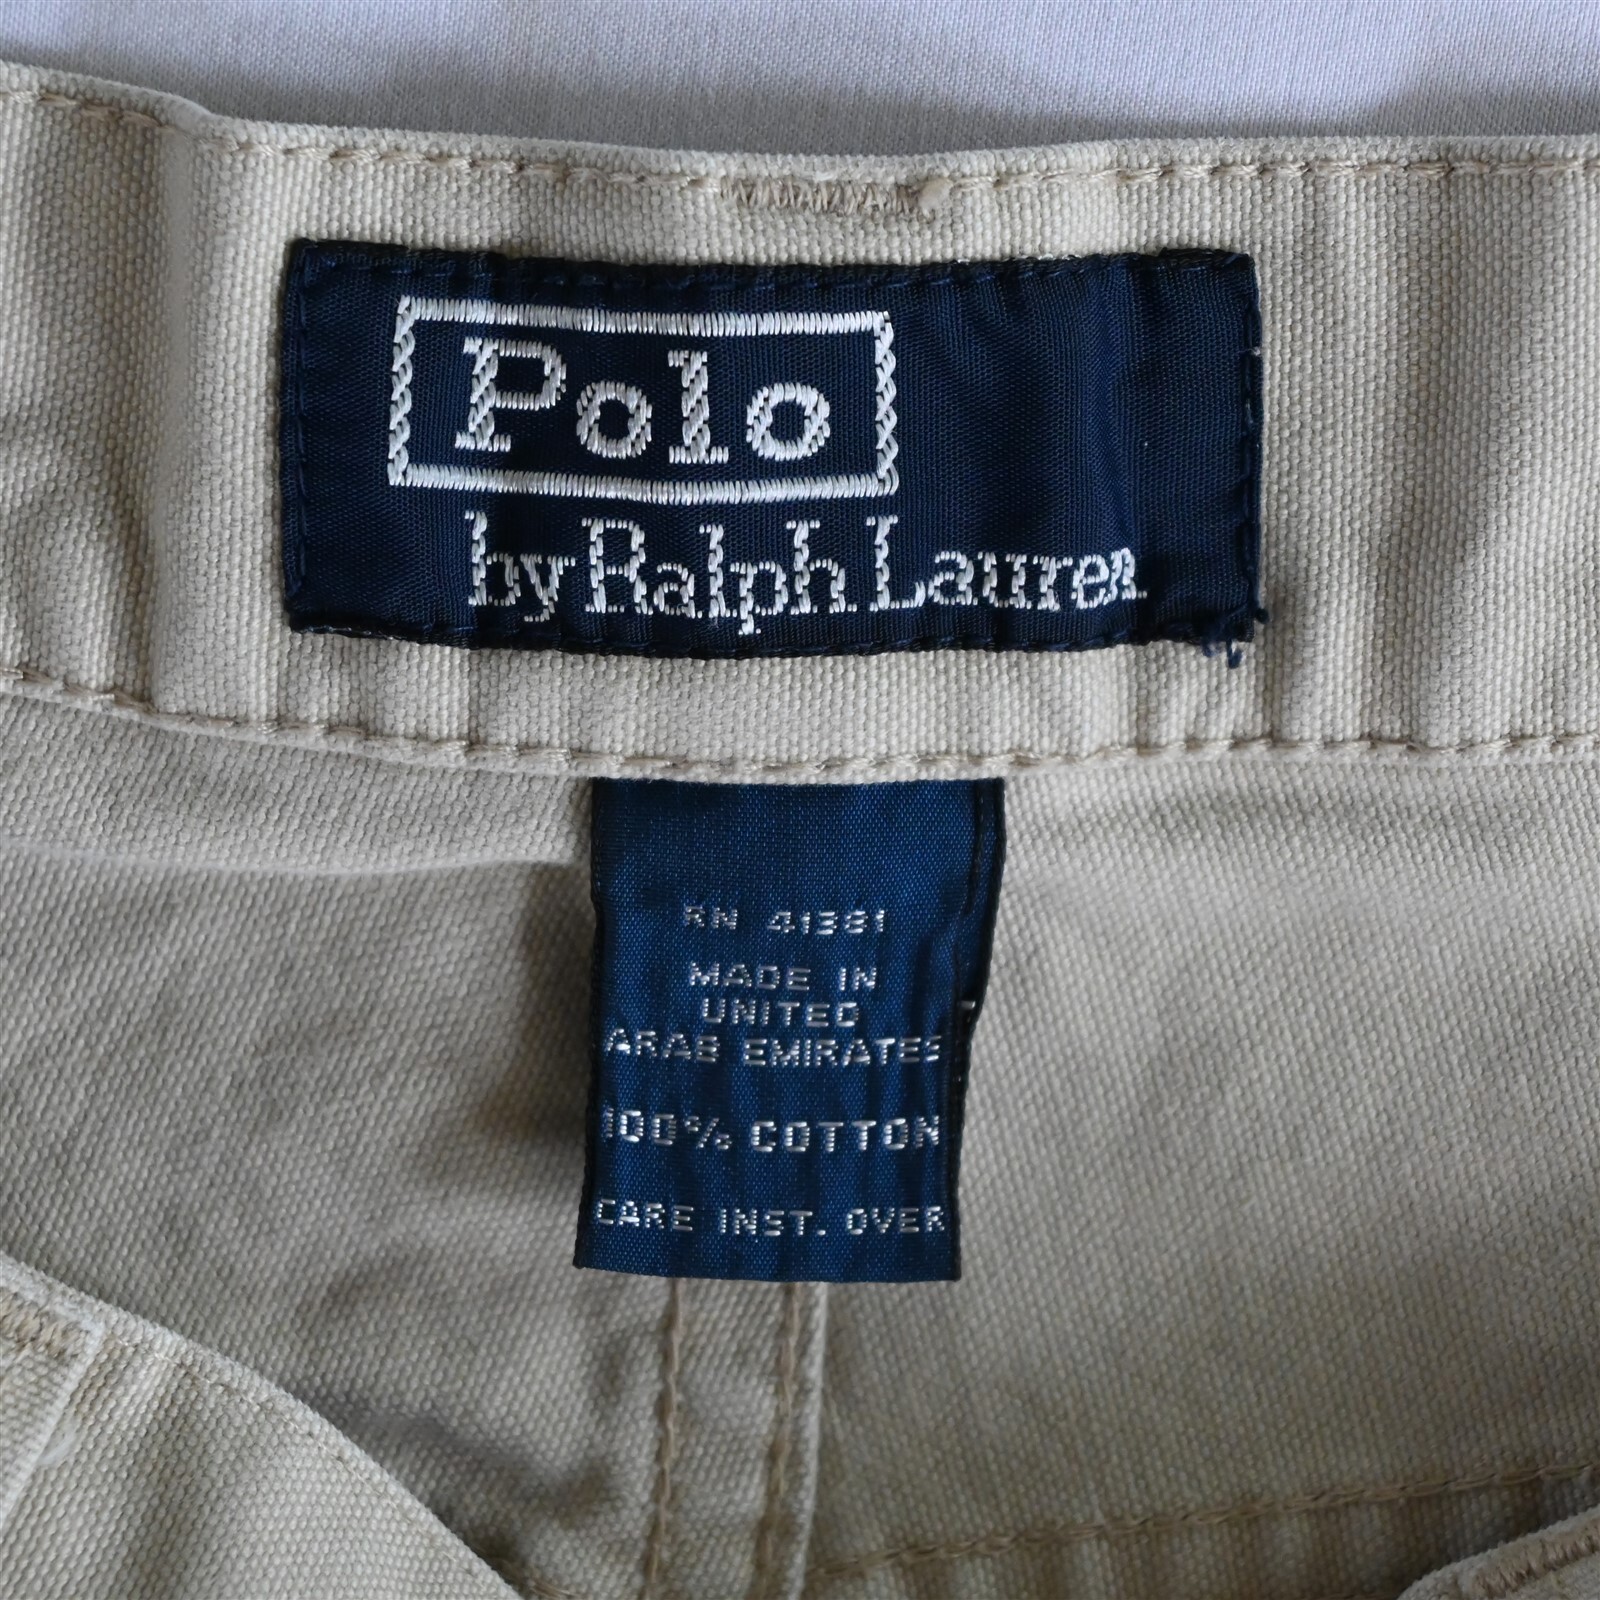 Polo
by Ralph Lauren
RN 41381
MADE IN
UNITED
ARAB EMIRATES
100% COTTON
CARE INST. OVER